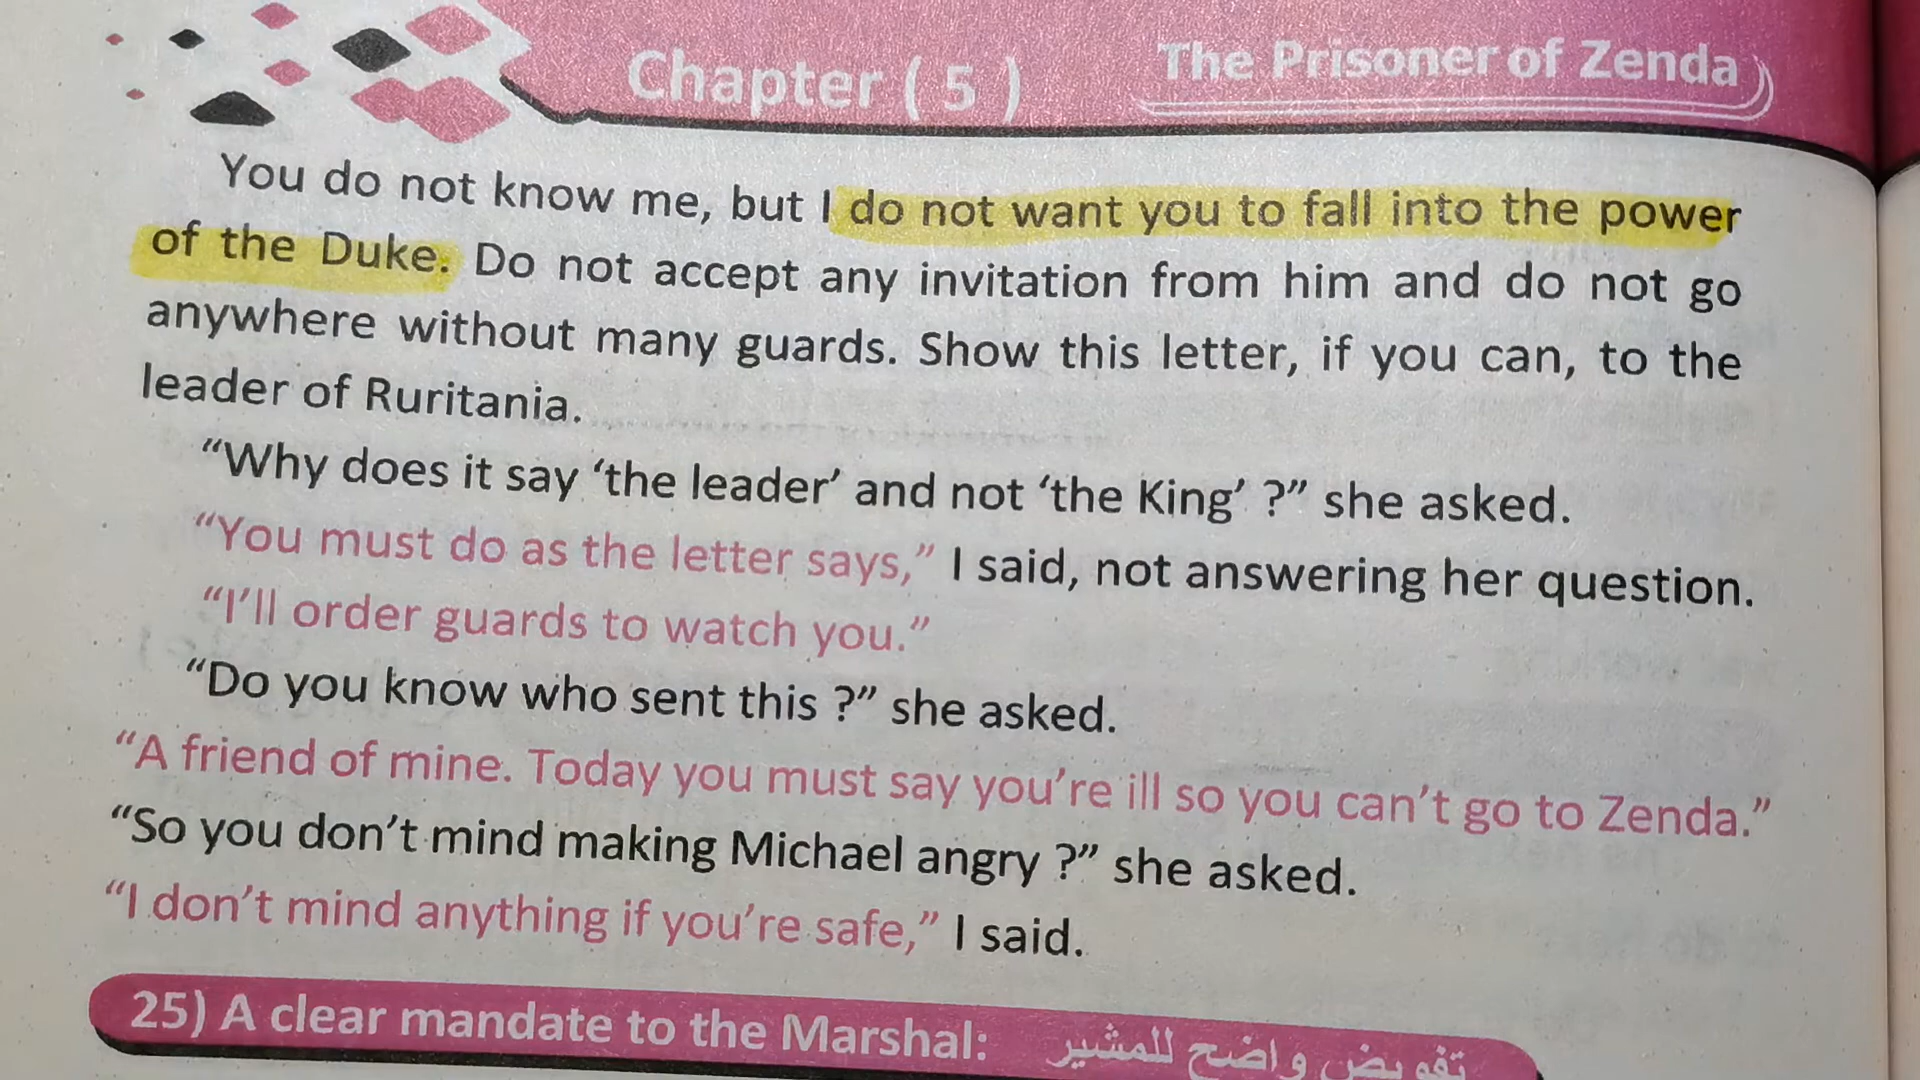 Chapter ( 5 )
The Prisoner of Zenda
You do not know me, but I do not want you to fall into the power
of the Duke. Do not accept any invitation from him and do not go
anywhere without many guards. Show this letter, if you can, to the
leader of Ruritania.
“Why does it say ‘the leader’ and not ‘the King’ ?” she asked.
“You must do as the letter says,” I said, not answering her question.
“I’ll order guards to watch you.”
“Do you know who sent this ?” she asked.
“A friend of mine. Today you must say you’re ill so you can’t go to Zenda.”
“So you don’t mind making Michael angry ?” she asked.
“I don’t mind anything if you’re safe,” I said.
25) A clear mandate to the Marshal: تفويض واضح للمشير